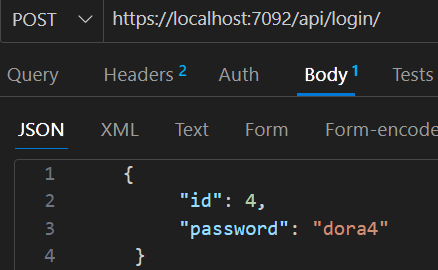 POST https://localhost:7092/api/login/
Query Headers 2 Auth Body 1 Tests
JSON XML Text Form Form-encode
1 {
2 "id": 4,
3 "password": "dora4"
4 }